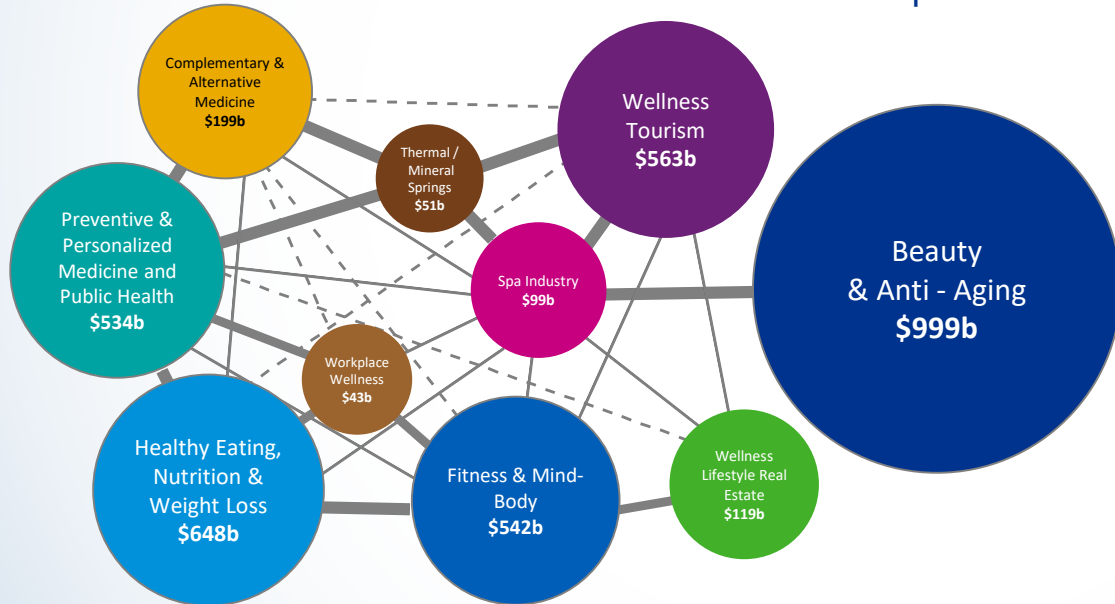 Complementary &
Alternative
Medicine
$199b
Wellness
Tourism
$563b
Thermal /
Mineral
Springs
$51b
Preventive &
Personalized
Medicine and
Public Health
$534b
Spa Industry
$99b
Beauty
& Anti - Aging
$999b
Workplace
Wellness
$43b
Healthy Eating,
Nutrition &
Weight Loss
$648b
Fitness & Mind-
Body
$542b
Wellness
Lifestyle Real
Estate
$119b